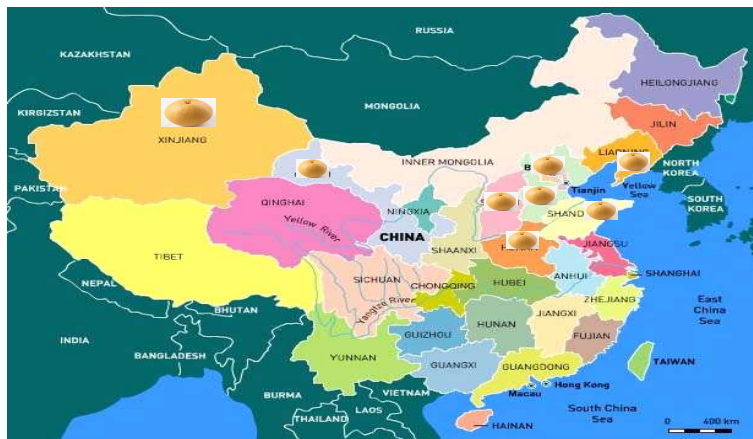 RUSSIA
KAZAKHSTAN
HEILONGJIANG
MONGOLIA
KIRGIZSTAN
JILIN
XINJIANG
LIAONING
INNER MONGOLIA
B
NORTH
KOREA
PAKISTAN
Tianjin
Yellow
Sea
SOUTH
KOREA
QINGHAI
NINGXIA
SHAND
Yellow River
CHINA
SHAANXI
JIANGSU
TIBET
SICHUAN
ANHUI
SHANGHAI
NEPAL
CHONGQING
HUBEI
Yangtze River
ZHEJIANG
East
China
Sea
BHUTAN
JIANGXI
INDIA
GUIZHOU
HUNAN
FUJIAN
BANGLADESH
YUNNAN
TAIWAN
GUANGXI
GUANGDONG
Hong Kong
Macau
BURMA
VIETNAM
LAOS
THAILAND
HAINAN
South China
Sea
0
400 km